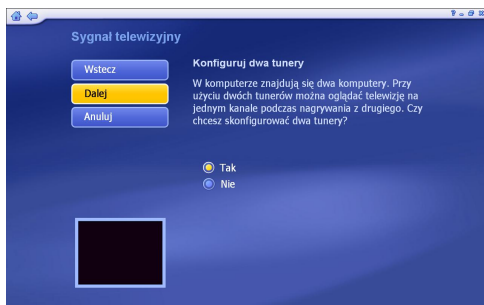 Sygnał telewizyjny
Wstecz
Dalej
Anuluj
Konfiguruj dwa tunery
W komputerze znajdują się dwa komputery. Przy
użyciu dwóch tunerów można oglądać telewizję na
jednym kanale podczas nagrywania z drugiego. Czy
chcesz skonfigurować dwa tunery?
Tak
Nie